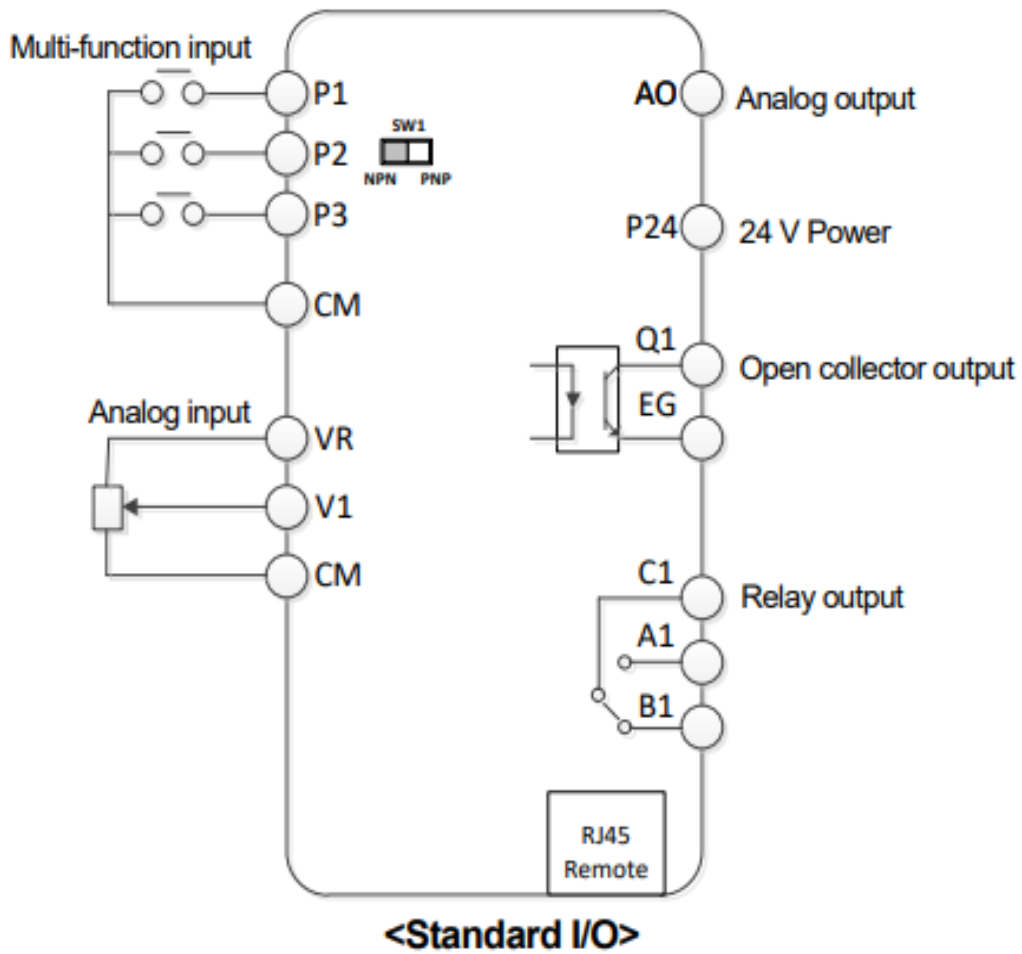 Multi-function input
P1
P2
P3
CM
SW1
NPN PNP
Analog input
VR
V1
CM
AO Analog output
P24 24 V Power
Q1
Open collector output
EG
C1
Relay output
A1
B1
RJ45
Remote
<Standard I/O>